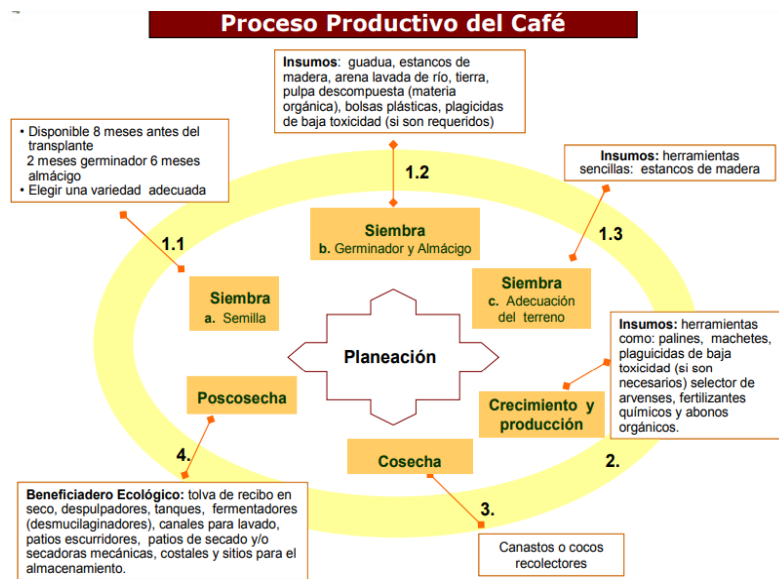 Proceso Productivo del Café
Insumos: guadua, estancos de
madera, arena lavada de río, tierra,
pulpa descompuesta (materia
orgánica), bolsas plásticas, plagicidas
de baja toxicidad (si son requeridos)
• Disponible 8 meses antes del
transplante
2 meses germinador 6 meses
almácigo
• Elegir una variedad adecuada
Insumos: herramientas
sencillas: estancos de madera
1.2
1.1
1.3
Siembra
b. Germinador y Almácigo
Siembra
a. Semilla
Siembra
c. Adecuación
del terreno
Planeación
Insumos: herramientas
como: palines, machetes,
plaguicidas de baja
toxicidad (si son
necesarios) selector de
arvenses, fertilizantes
químicos y abonos
orgánicos.
Crecimiento y
producción
2.
Poscosecha
Cosecha
4.
3.
Beneficiadero Ecológico: tolva de recibo en
seco, despulpadores, tanques, fermentadores
(desmucilaginadores), canales para lavado,
patios escurridores, patios de secado y/o
secadoras mecánicas, costales y sitios para el
almacenamiento.
Canastos o cocos
recolectores